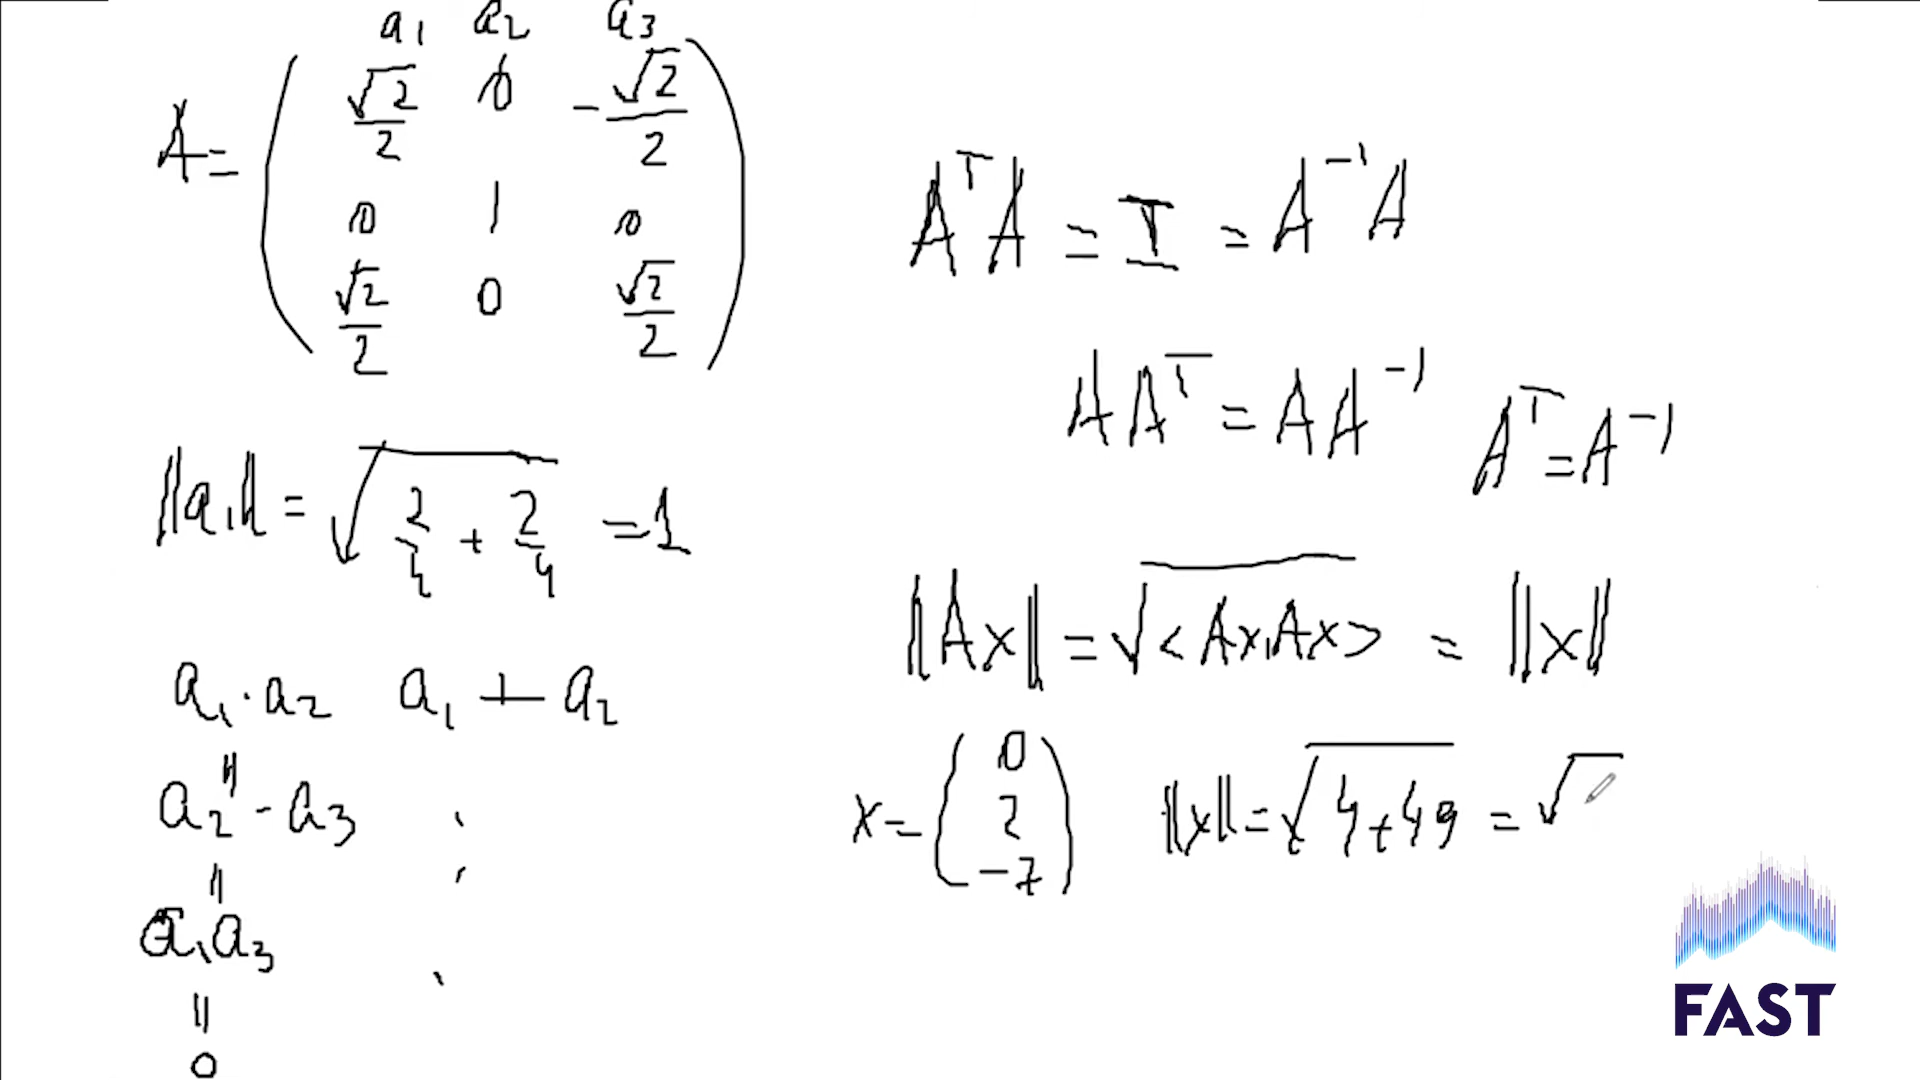 a₁ a₂ a₃
A = ( √2/2 0 -√2/2
0 1 0
√2/2 0 √2/2 )
||a₁|| = √(2/4 + 2/4) = 1
a₁ · a₂ a₁ ⊥ a₂
||
a₂ · a₃
||
a₁ a₃
||
0
AᵀA = I = A⁻¹A
AAᵀ = AA⁻¹ Aᵀ = A⁻¹
||Ax|| = √<Ax, Ax> = ||x||
x = ( 0
2
-7 )
||x|| = √(4+49) = √
FAST